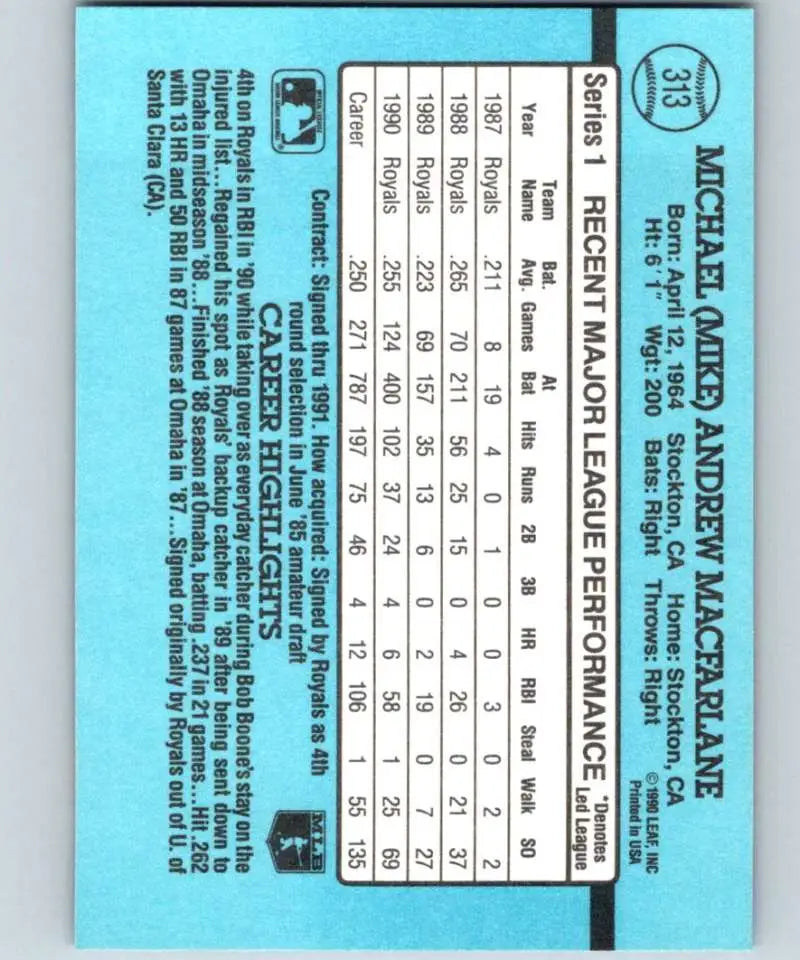 313
MICHAEL (MIKE) ANDREW MACFARLANE
Born: April 12, 1964 Stockton, CA Home: Stockton, CA
Ht: 6' 1" Wgt: 200 Bats: Right Throws: Right
©1990 LEAF, INC
Printed in USA
Series 1 RECENT MAJOR LEAGUE PERFORMANCE *Denotes Led League
Year Team Name Bat. Avg. Games At Bat Hits Runs 2B 3B HR RBI Steal Walk SO
1987 Royals .211 8 19 4 0 1 0 0 3 0 2 2
1988 Royals .265 70 211 56 25 15 0 4 26 0 21 37
1989 Royals .223 69 157 35 13 6 0 2 19 0 7 27
1990 Royals .255 124 400 102 37 24 4 6 58 1 25 69
Career .250 271 787 197 75 46 4 12 106 1 55 135
Contract: Signed thru 1991. How acquired: Signed by Royals as 4th
round selection in June '85 amateur draft
CAREER HIGHLIGHTS
MLB
4th on Royals in RBI in '90 while taking over as everyday catcher during Bob Boone's stay on the
injured list...Regained his spot as Royals' backup catcher in '89 after being sent down to
Omaha in midseason '88...Finished '88 season at Omaha, batting .237 in 21 games...Hit .262
with 13 HR and 50 RBI in 87 games at Omaha in '87...Signed originally by Royals out of U. of
Santa Clara (CA).